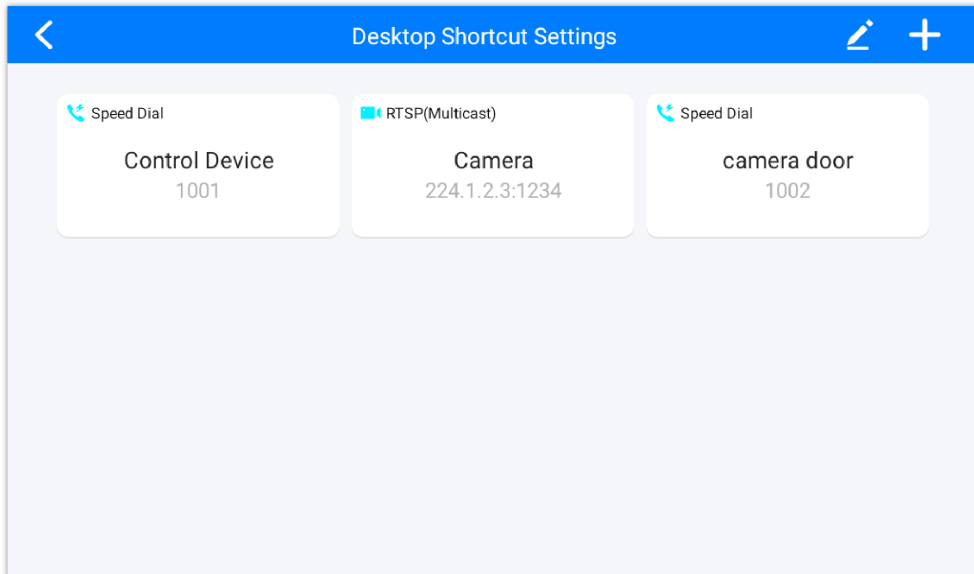 Desktop Shortcut Settings
Speed Dial
Control Device
1001
RTSP(Multicast)
Camera
224.1.2.3:1234
Speed Dial
camera door
1002